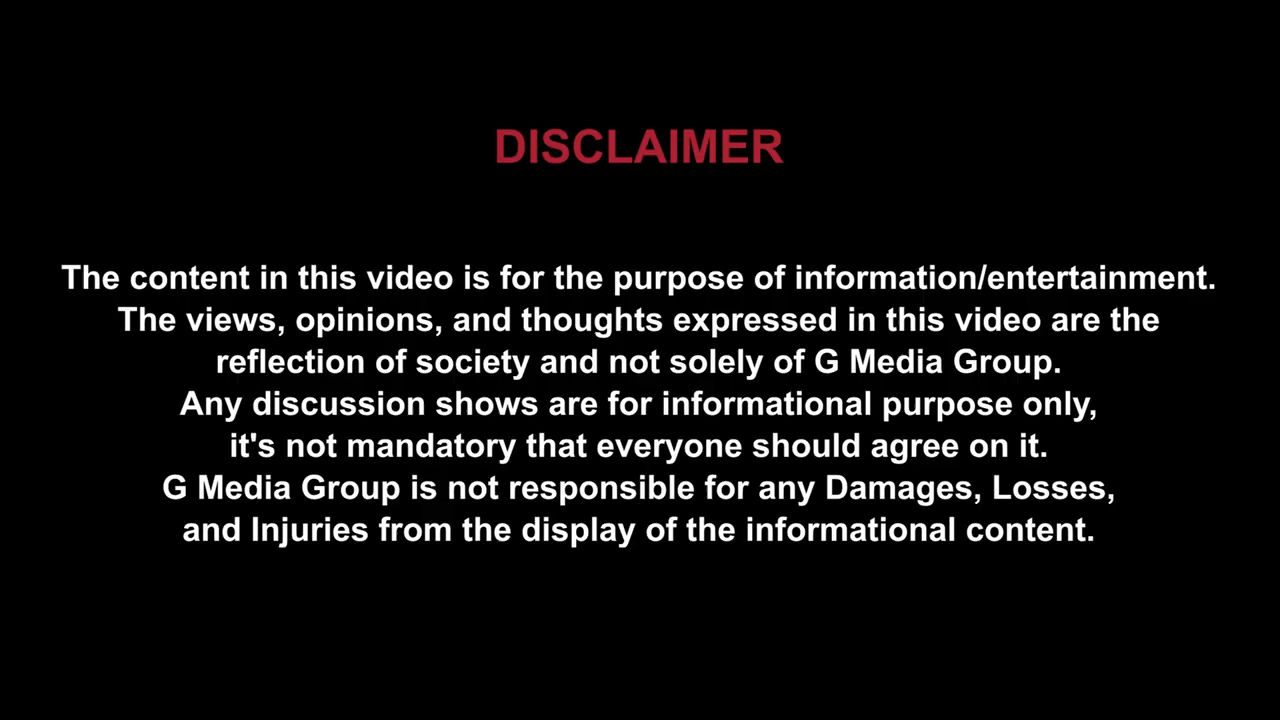 DISCLAIMER
The content in this video is for the purpose of information/entertainment.
The views, opinions, and thoughts expressed in this video are the
reflection of society and not solely of G Media Group.
Any discussion shows are for informational purpose only,
it's not mandatory that everyone should agree on it.
G Media Group is not responsible for any Damages, Losses,
and Injuries from the display of the informational content.